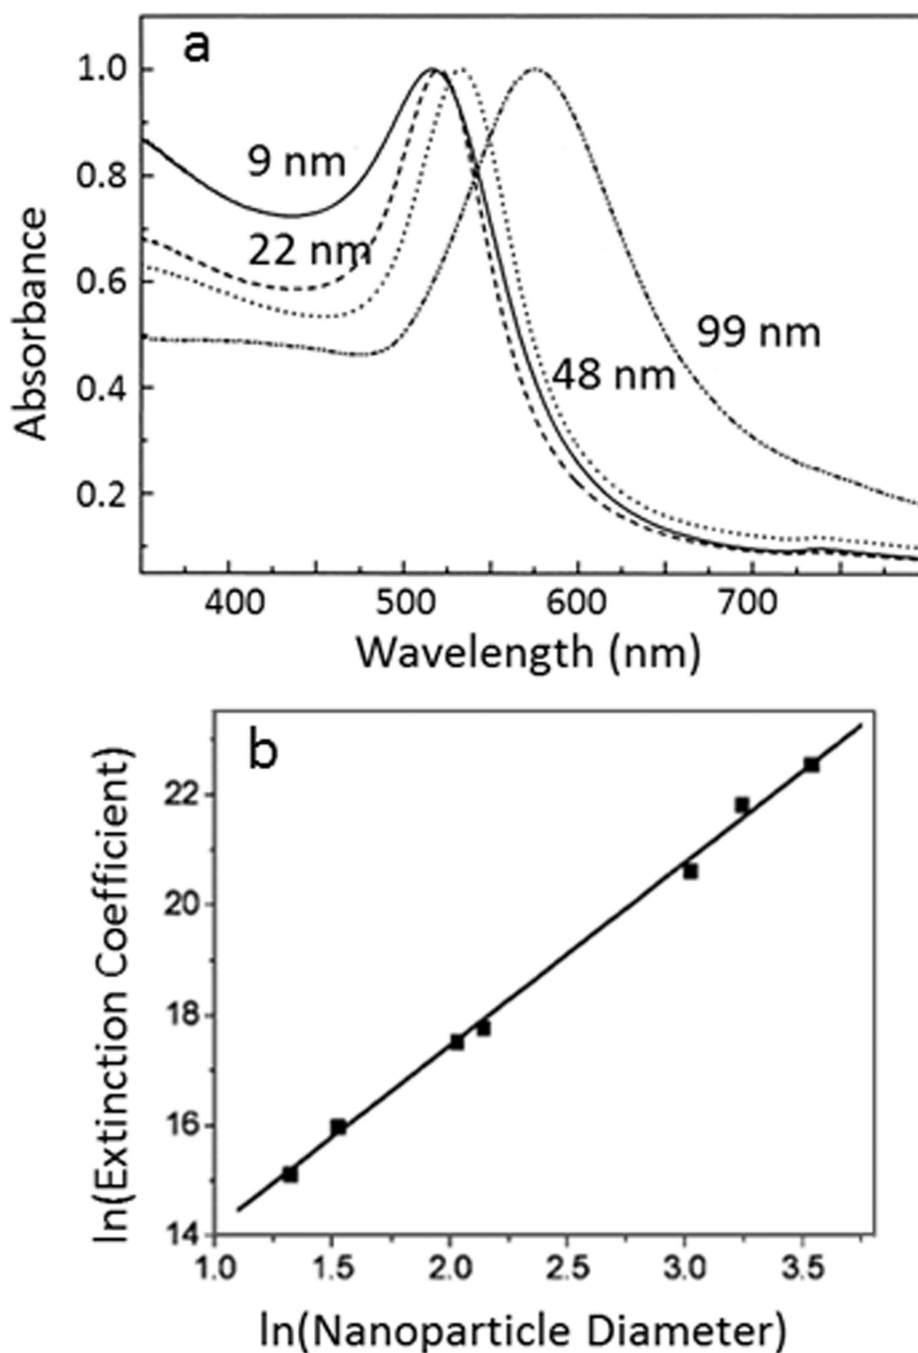 a
1.0
0.8
0.6
0.4
0.2
9 nm
22 nm
99 nm
48 nm
Absorbance
400 500 600 700
Wavelength (nm)
b
22
20
18
16
14
ln(Extinction Coefficient)
1.0 1.5 2.0 2.5 3.0 3.5
ln(Nanoparticle Diameter)